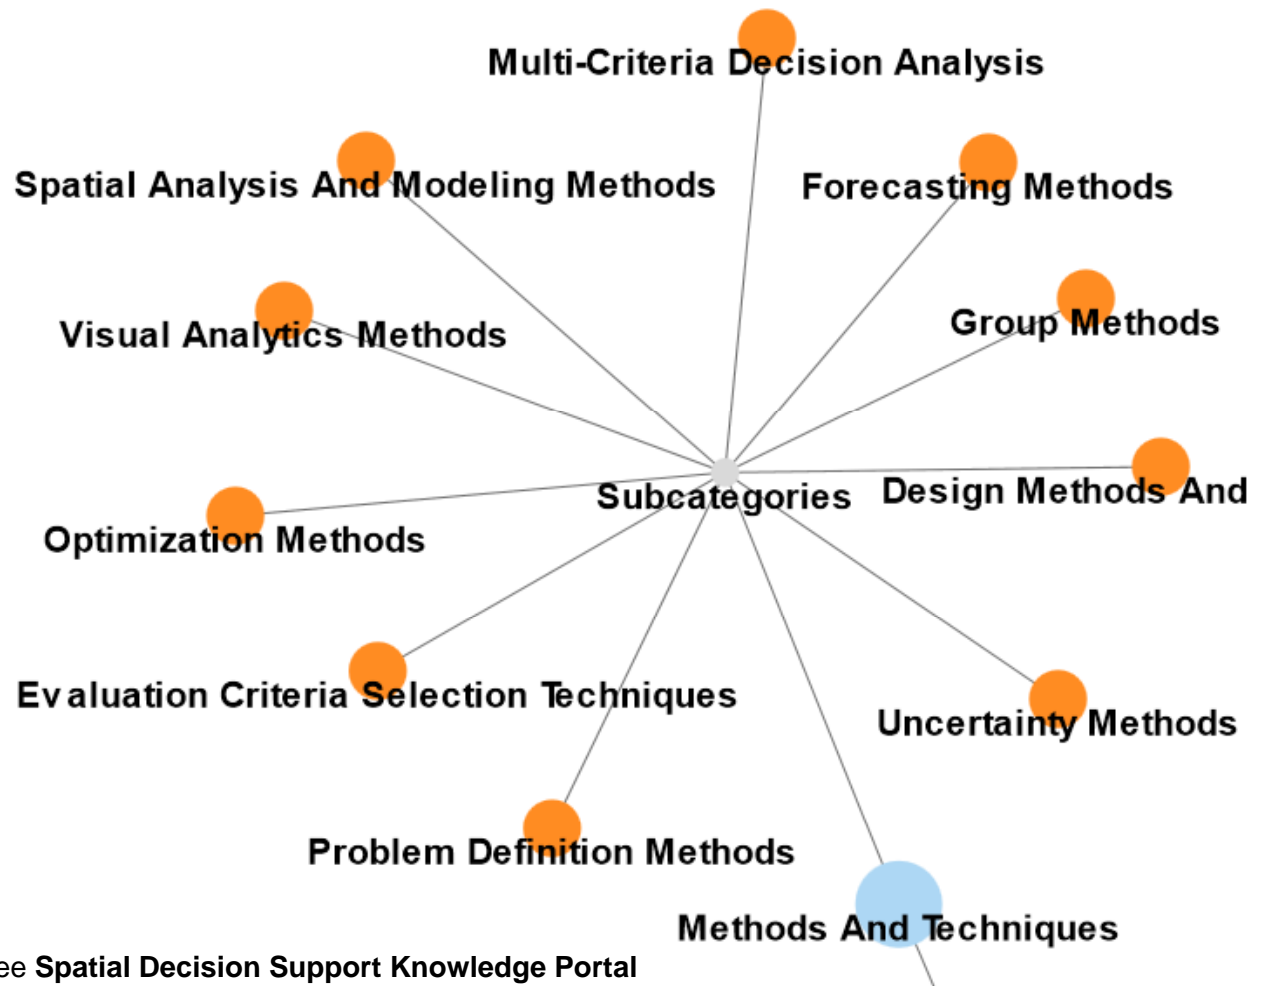 Multi-Criteria Decision Analysis
Spatial Analysis And Modeling Methods
Forecasting Methods
Visual Analytics Methods
Group Methods
Subcategories
Design Methods And
Optimization Methods
Evaluation Criteria Selection Techniques
Uncertainty Methods
Problem Definition Methods
Methods And Techniques
ee Spatial Decision Support Knowledge Portal